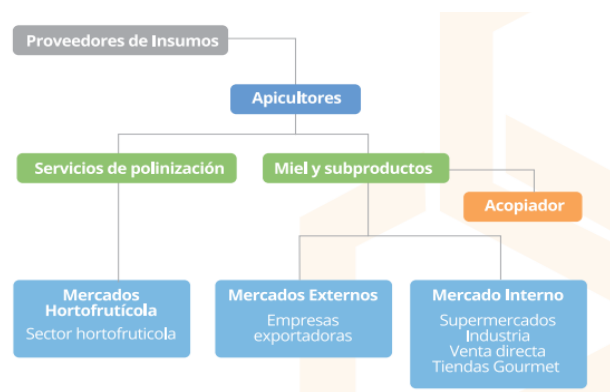 Proveedores de Insumos
Apicultores
Servicios de polinización
Miel y subproductos
Acopiador
Mercados
Hortofrutícola
Sector hortofruticola
Mercados Externos
Empresas
exportadoras
Mercado Interno
Supermercados
Industria
Venta directa
Tiendas Gourmet